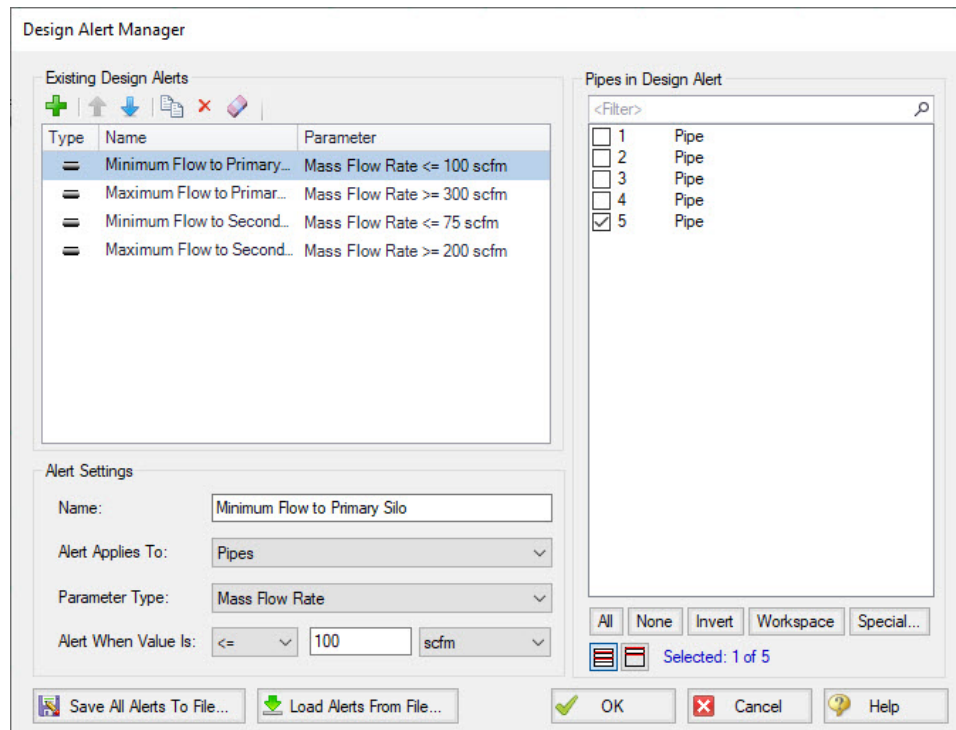 Design Alert Manager
Existing Design Alerts
Type Name Parameter
Minimum Flow to Primary... Mass Flow Rate <= 100 scfm
Maximum Flow to Primar... Mass Flow Rate >= 300 scfm
Minimum Flow to Second... Mass Flow Rate <= 75 scfm
Maximum Flow to Second... Mass Flow Rate >= 200 scfm
Alert Settings
Name: Minimum Flow to Primary Silo
Alert Applies To: Pipes
Parameter Type: Mass Flow Rate
Alert When Value Is: <= 100 scfm
Pipes in Design Alert
<Filter>
1 Pipe
2 Pipe
3 Pipe
4 Pipe
5 Pipe
All None Invert Workspace Special...
Selected: 1 of 5
Save All Alerts To File... Load Alerts From File... OK Cancel Help